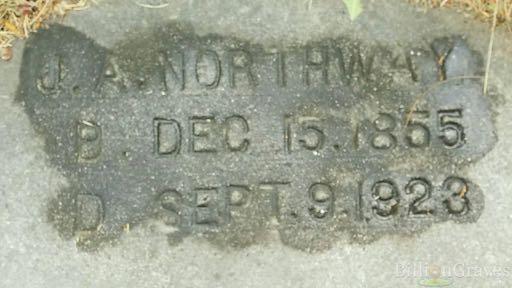 J. A. NORTHWAY
B. DEC 15. 1855
D. SEPT. 9. 1923
BillionGraves